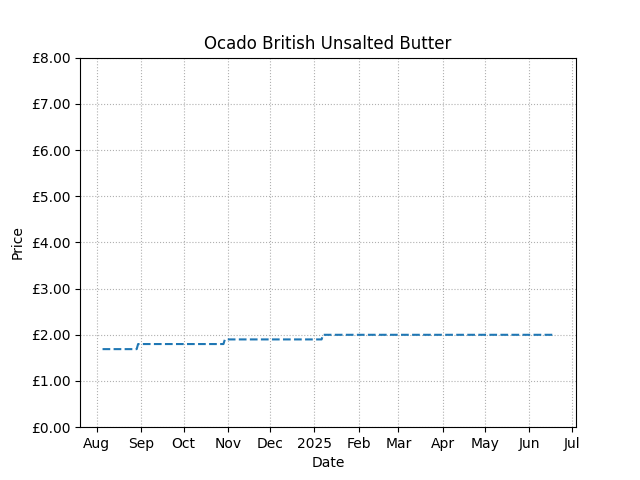 Ocado British Unsalted Butter
£8.00
£7.00
£6.00
£5.00
£4.00
£3.00
£2.00
£1.00
£0.00
Price
Aug Sep Oct Nov Dec 2025 Feb Mar Apr May Jun Jul
Date